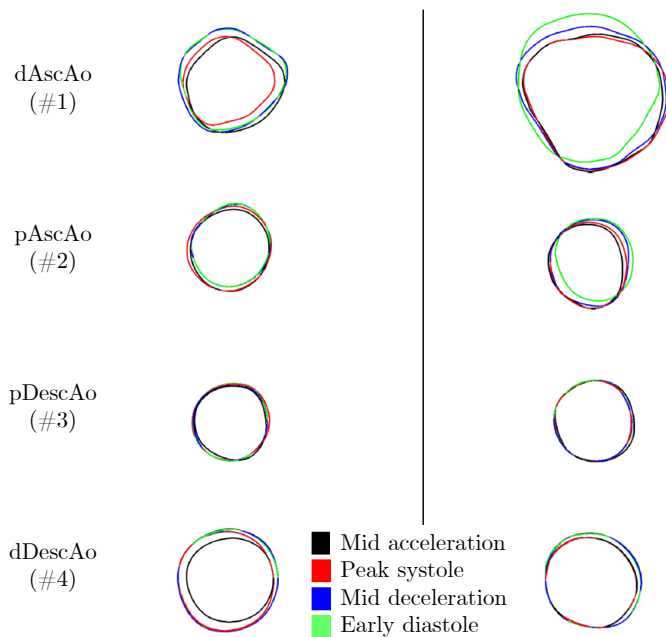 dAscAo
(#1)
pAscAo
(#2)
pDescAo
(#3)
dDescAo
(#4)
Mid acceleration
Peak systole
Mid deceleration
Early diastole